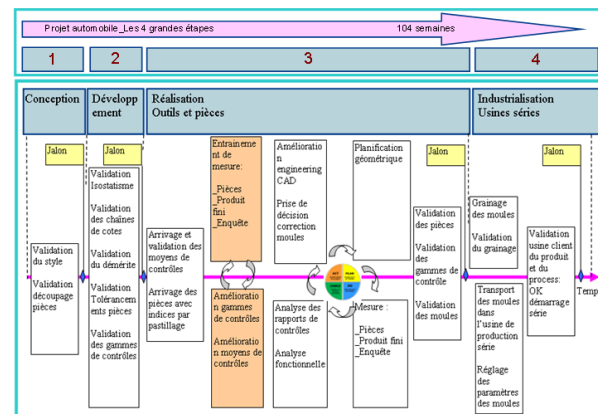 Projet automobile_Les 4 grandes étapes 104 semaines
1 2 3 4
Conception
Développ
ement
Réalisation
Outils et pièces
Industrialisation
Usines séries
Jalon
Jalon
Jalon
Jalon
Validation
du style
Validation
découpage
pièces
Validation
Isostatisme
Validation
des chaînes
de cotes
Validation
du démérite
Validation
Tolérancem
ents pièces
Validation
des gammes
de contrôles
Arrivage et
validation des
moyens de
contrôles
Arrivage des
pièces avec
indices par
pastillage
Entraineme
nt de
mesure:
_Pièces
_Produit
fini
_Enquête
Amélioratio
n gammes
de contrôles
Amélioratio
n moyens de
contrôles
Amélioratio
n
engineering
CAD
Prise de
décision
correction
moules
Analyse des
rapports de
contrôles
Analyse
fonctionnelle
Planification
géométrique
Mesure :
_Pièces
_Produit fini
_Enquête
Validation
des pièces
Validation
des
gammes de
contrôle
Validation
des moules
Grainage
des moules
Validation
du grainage
Transport
des moules
dans
l'usine de
production
série
Réglage
des
paramètres
des moules
Validation
usine client
du produit
et du
process:
OK
démarrage
série
Temp